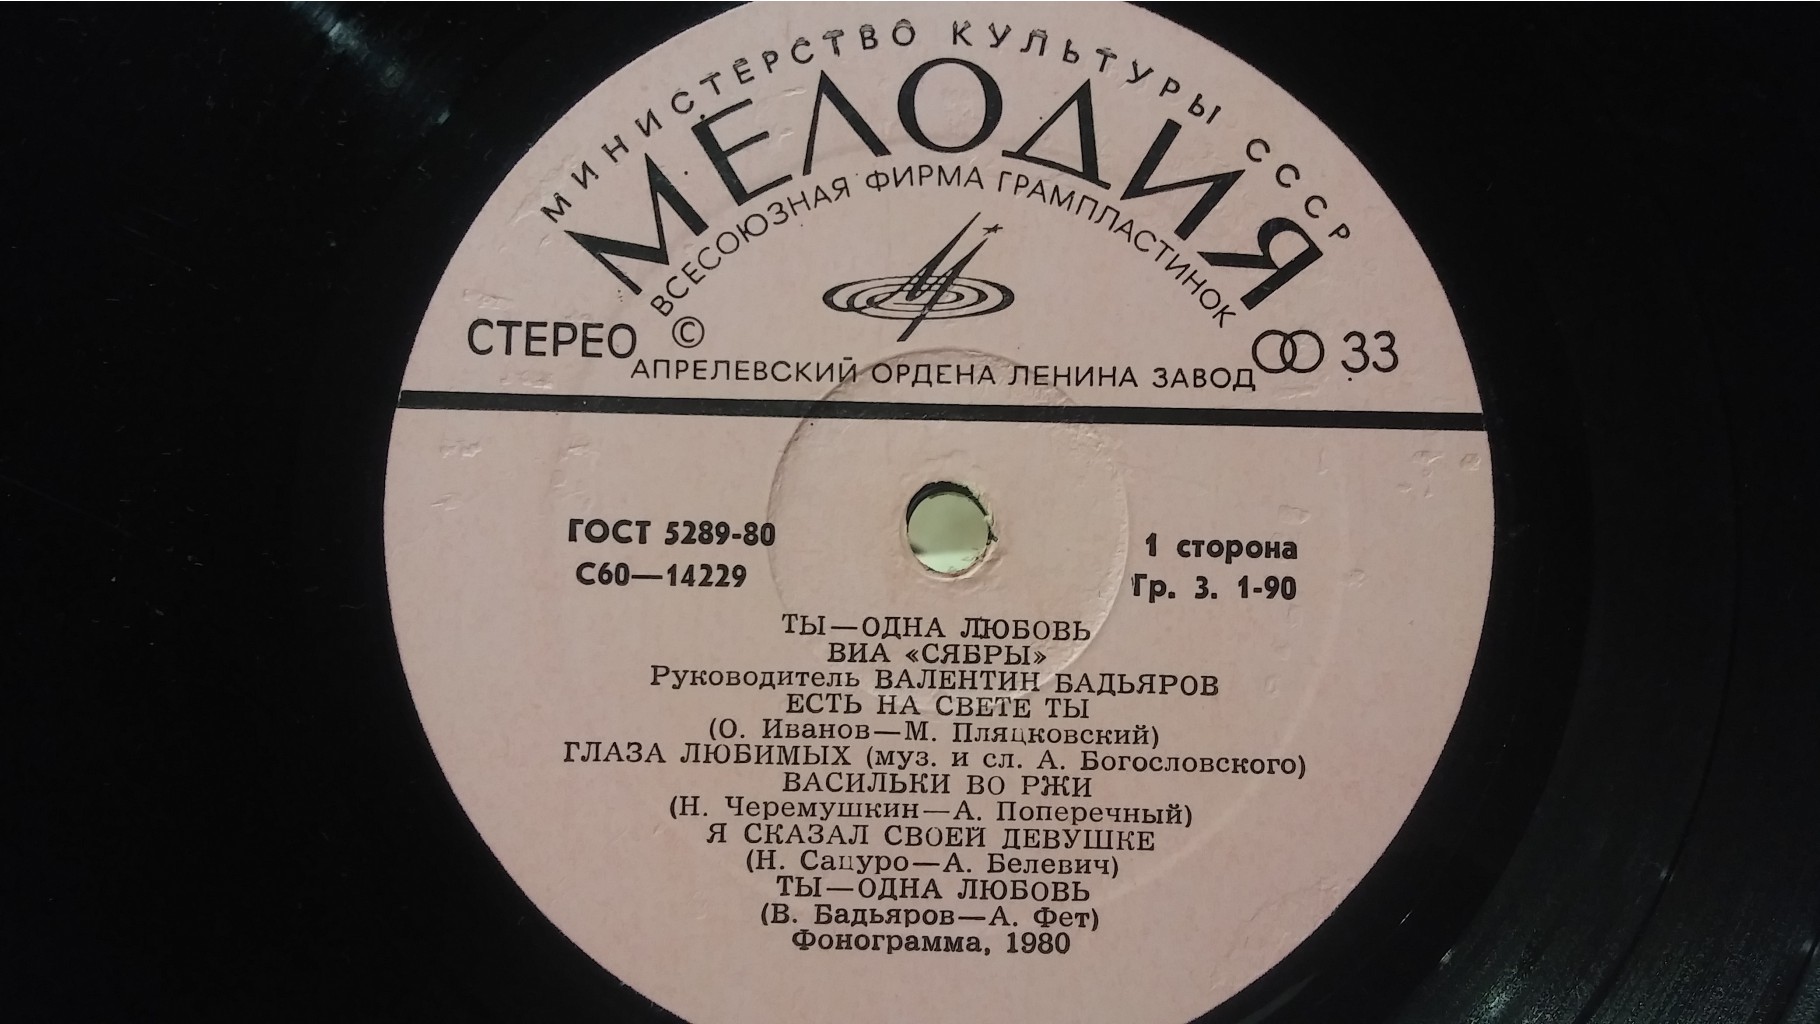 МИНИСТЕРСТВО КУЛЬТУРЫ СССР
МЕЛОДИЯ
ВСЕСОЮЗНАЯ ФИРМА ГРАМПЛАСТИНОК
СТЕРЕО © 33
АПРЕЛЕВСКИЙ ОРДЕНА ЛЕНИНА ЗАВОД
ГОСТ 5289-80
С60—14229
1 сторона
Гр. 3. 1-90
ТЫ—ОДНА ЛЮБОВЬ
ВИА «СЯБРЫ»
Руководитель ВАЛЕНТИН БАДЬЯРОВ
ЕСТЬ НА СВЕТЕ ТЫ
(О. Иванов—М. Пляцковский)
ГЛАЗА ЛЮБИМЫХ (муз. и сл. А. Богословского)
ВАСИЛЬКИ ВО РЖИ
(Н. Черемушкин—А. Поперечный)
Я СКАЗАЛ СВОЕЙ ДЕВУШКЕ
(Н. Сацуро—А. Белевич)
ТЫ—ОДНА ЛЮБОВЬ
(В. Бадьяров—А. Фет)
Фонограмма, 1980